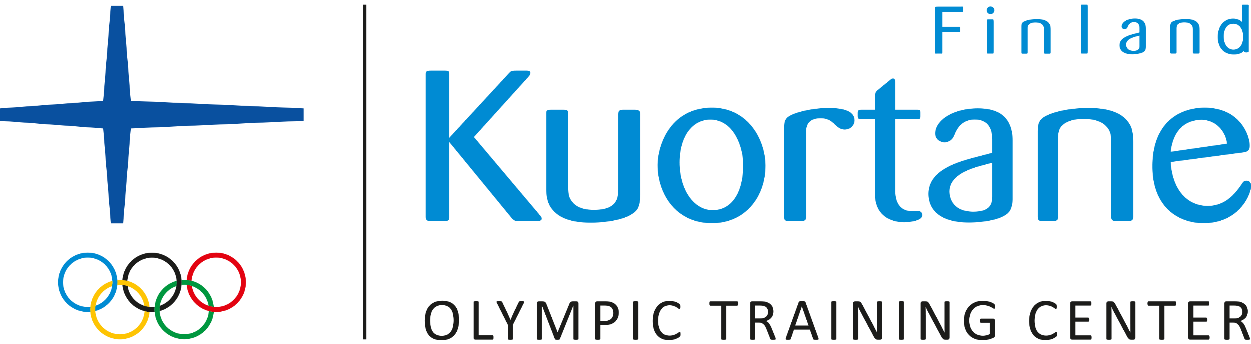 Finland
Kuortane
OLYMPIC TRAINING CENTER